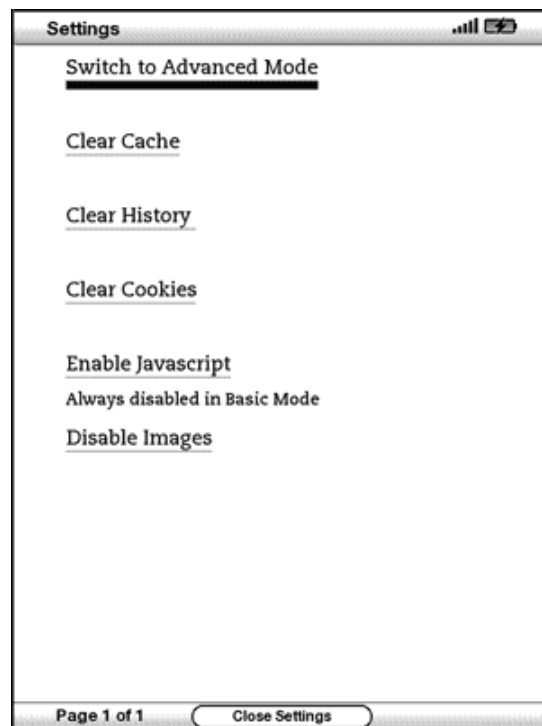 Settings
Switch to Advanced Mode
Clear Cache
Clear History
Clear Cookies
Enable Javascript
Always disabled in Basic Mode
Disable Images
Page 1 of 1 Close Settings